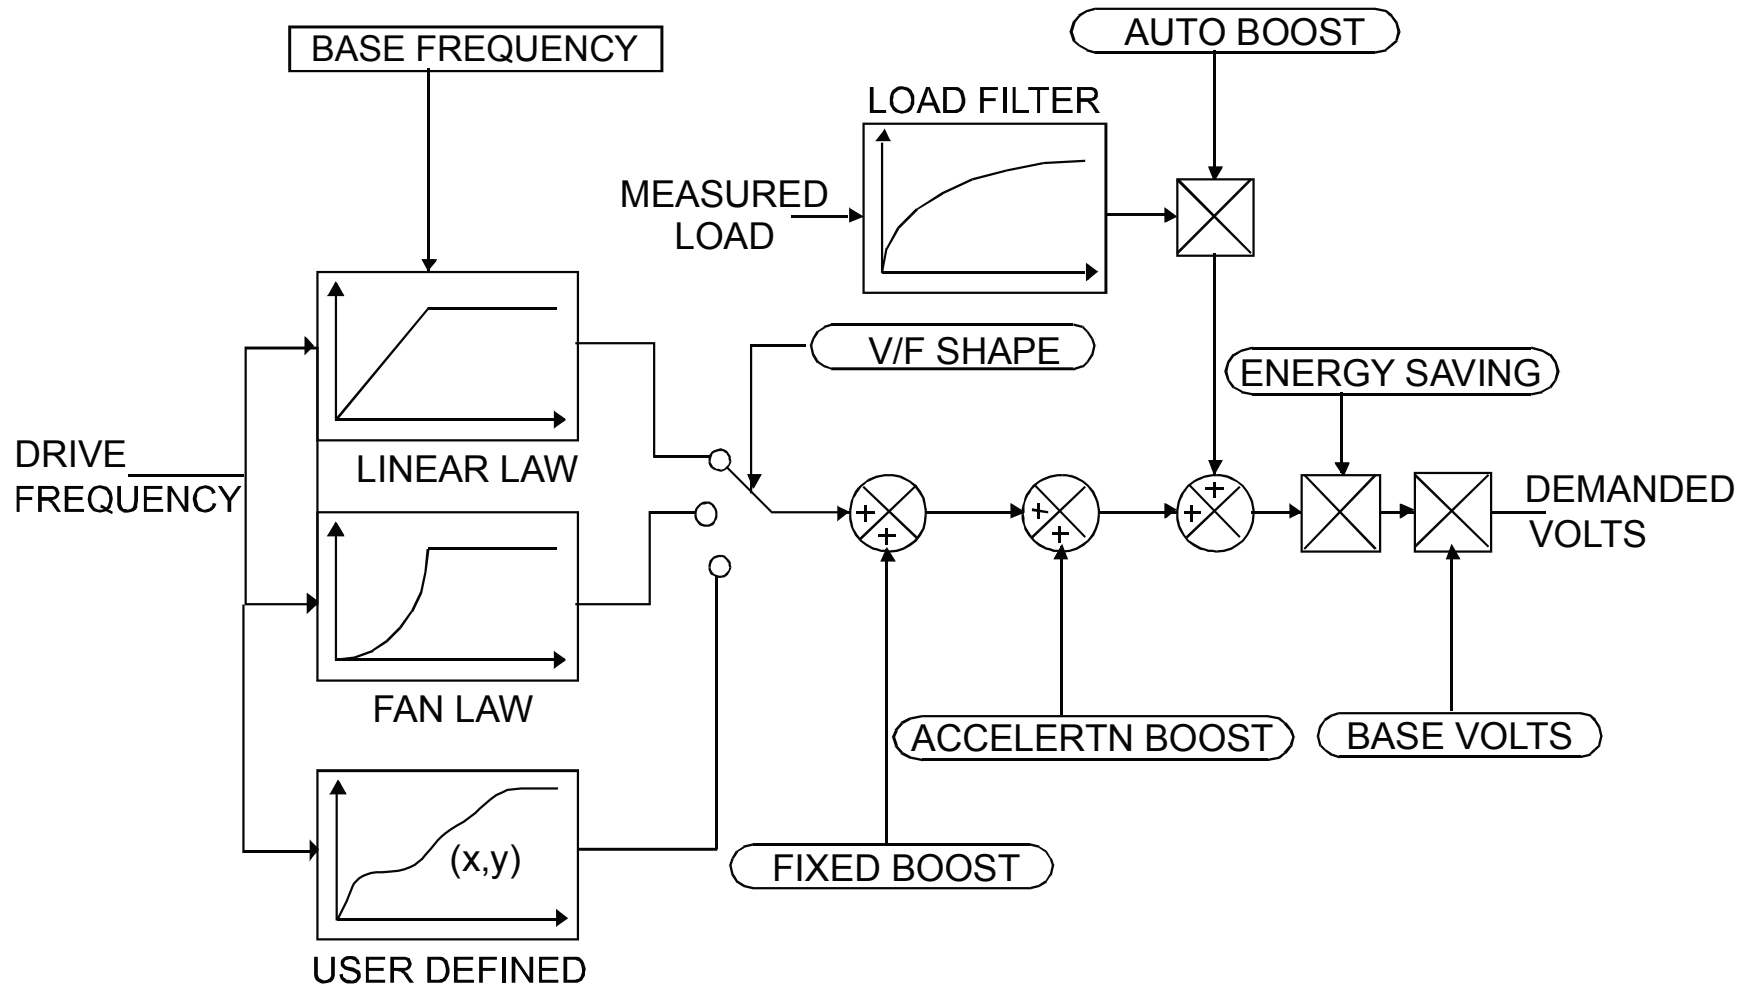 BASE FREQUENCY
AUTO BOOST
LOAD FILTER
MEASURED
LOAD
V/F SHAPE
ENERGY SAVING
DRIVE
FREQUENCY
LINEAR LAW
+
+
+
+
+
+
DEMANDED
VOLTS
FAN LAW
ACCELERTN BOOST
BASE VOLTS
(x,y)
FIXED BOOST
USER DEFINED